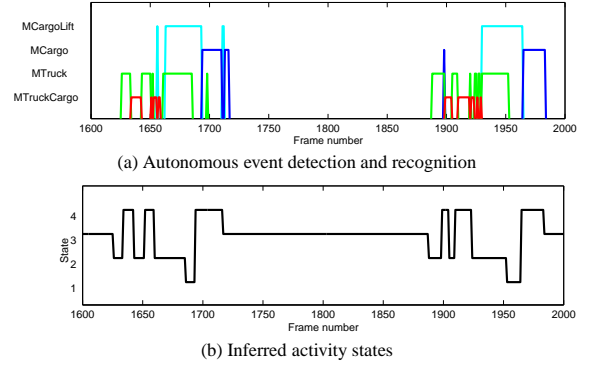 MCargoLift
MCargo
MTruck
MTruckCargo
1600 1650 1700 1750 1800 1850 1900 1950 2000
Frame number
(a) Autonomous event detection and recognition
State
4
3
2
1
1600 1650 1700 1750 1800 1850 1900 1950 2000
Frame number
(b) Inferred activity states